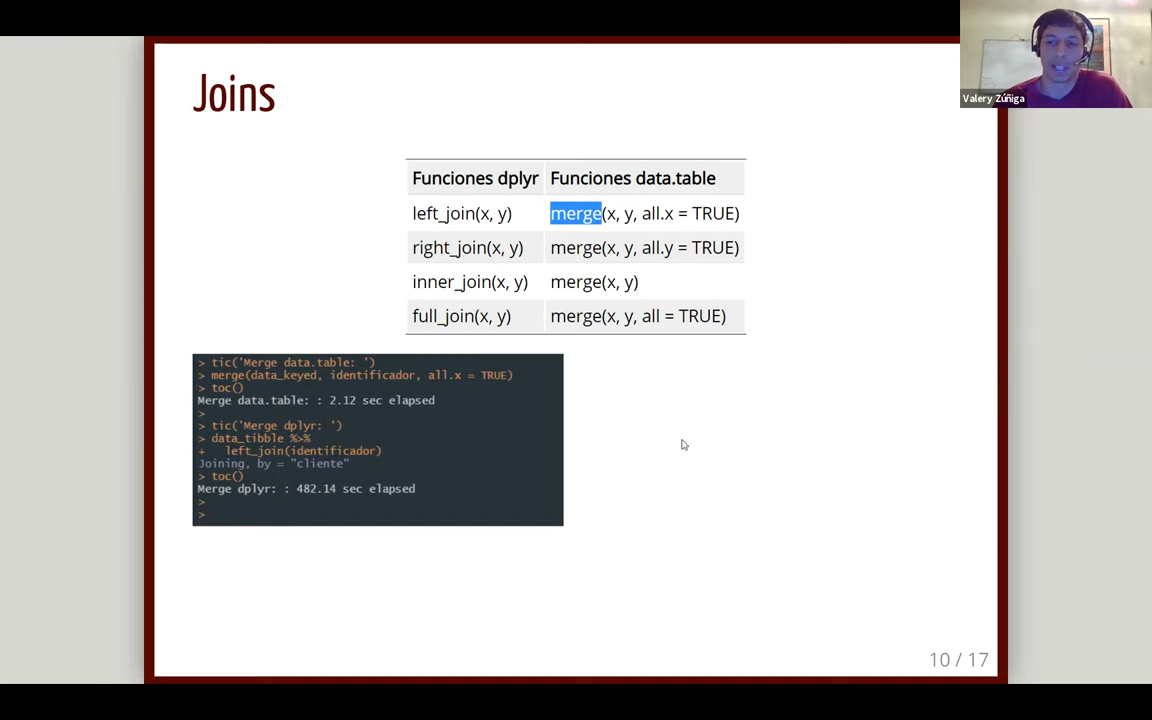 Joins
Valery Zúñiga
Funciones dplyr Funciones data.table
left_join(x, y) merge(x, y, all.x = TRUE)
right_join(x, y) merge(x, y, all.y = TRUE)
inner_join(x, y) merge(x, y)
full_join(x, y) merge(x, y, all = TRUE)
> tic('Merge data.table: ')
> merge(data_keyed, identificador, all.x = TRUE)
> toc()
Merge data.table: : 2.12 sec elapsed
>
> tic('Merge dplyr: ')
> data_tibble %>%
+ left_join(identificador)
Joining, by = "cliente"
> toc()
Merge dplyr: : 482.14 sec elapsed
>
>
10 / 17